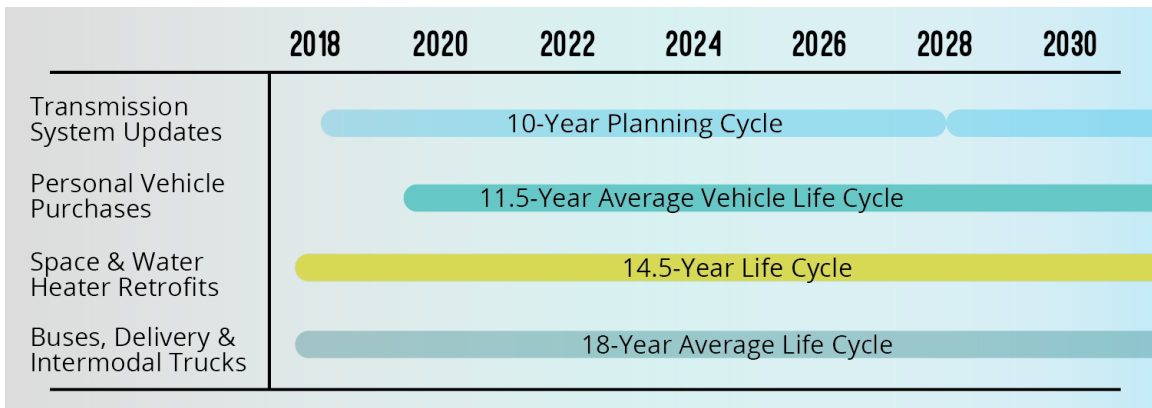 2018 2020 2022 2024 2026 2028 2030
Transmission
System Updates
10-Year Planning Cycle
Personal Vehicle
Purchases
11.5-Year Average Vehicle Life Cycle
Space & Water
Heater Retrofits
14.5-Year Life Cycle
Buses, Delivery &
Intermodal Trucks
18-Year Average Life Cycle